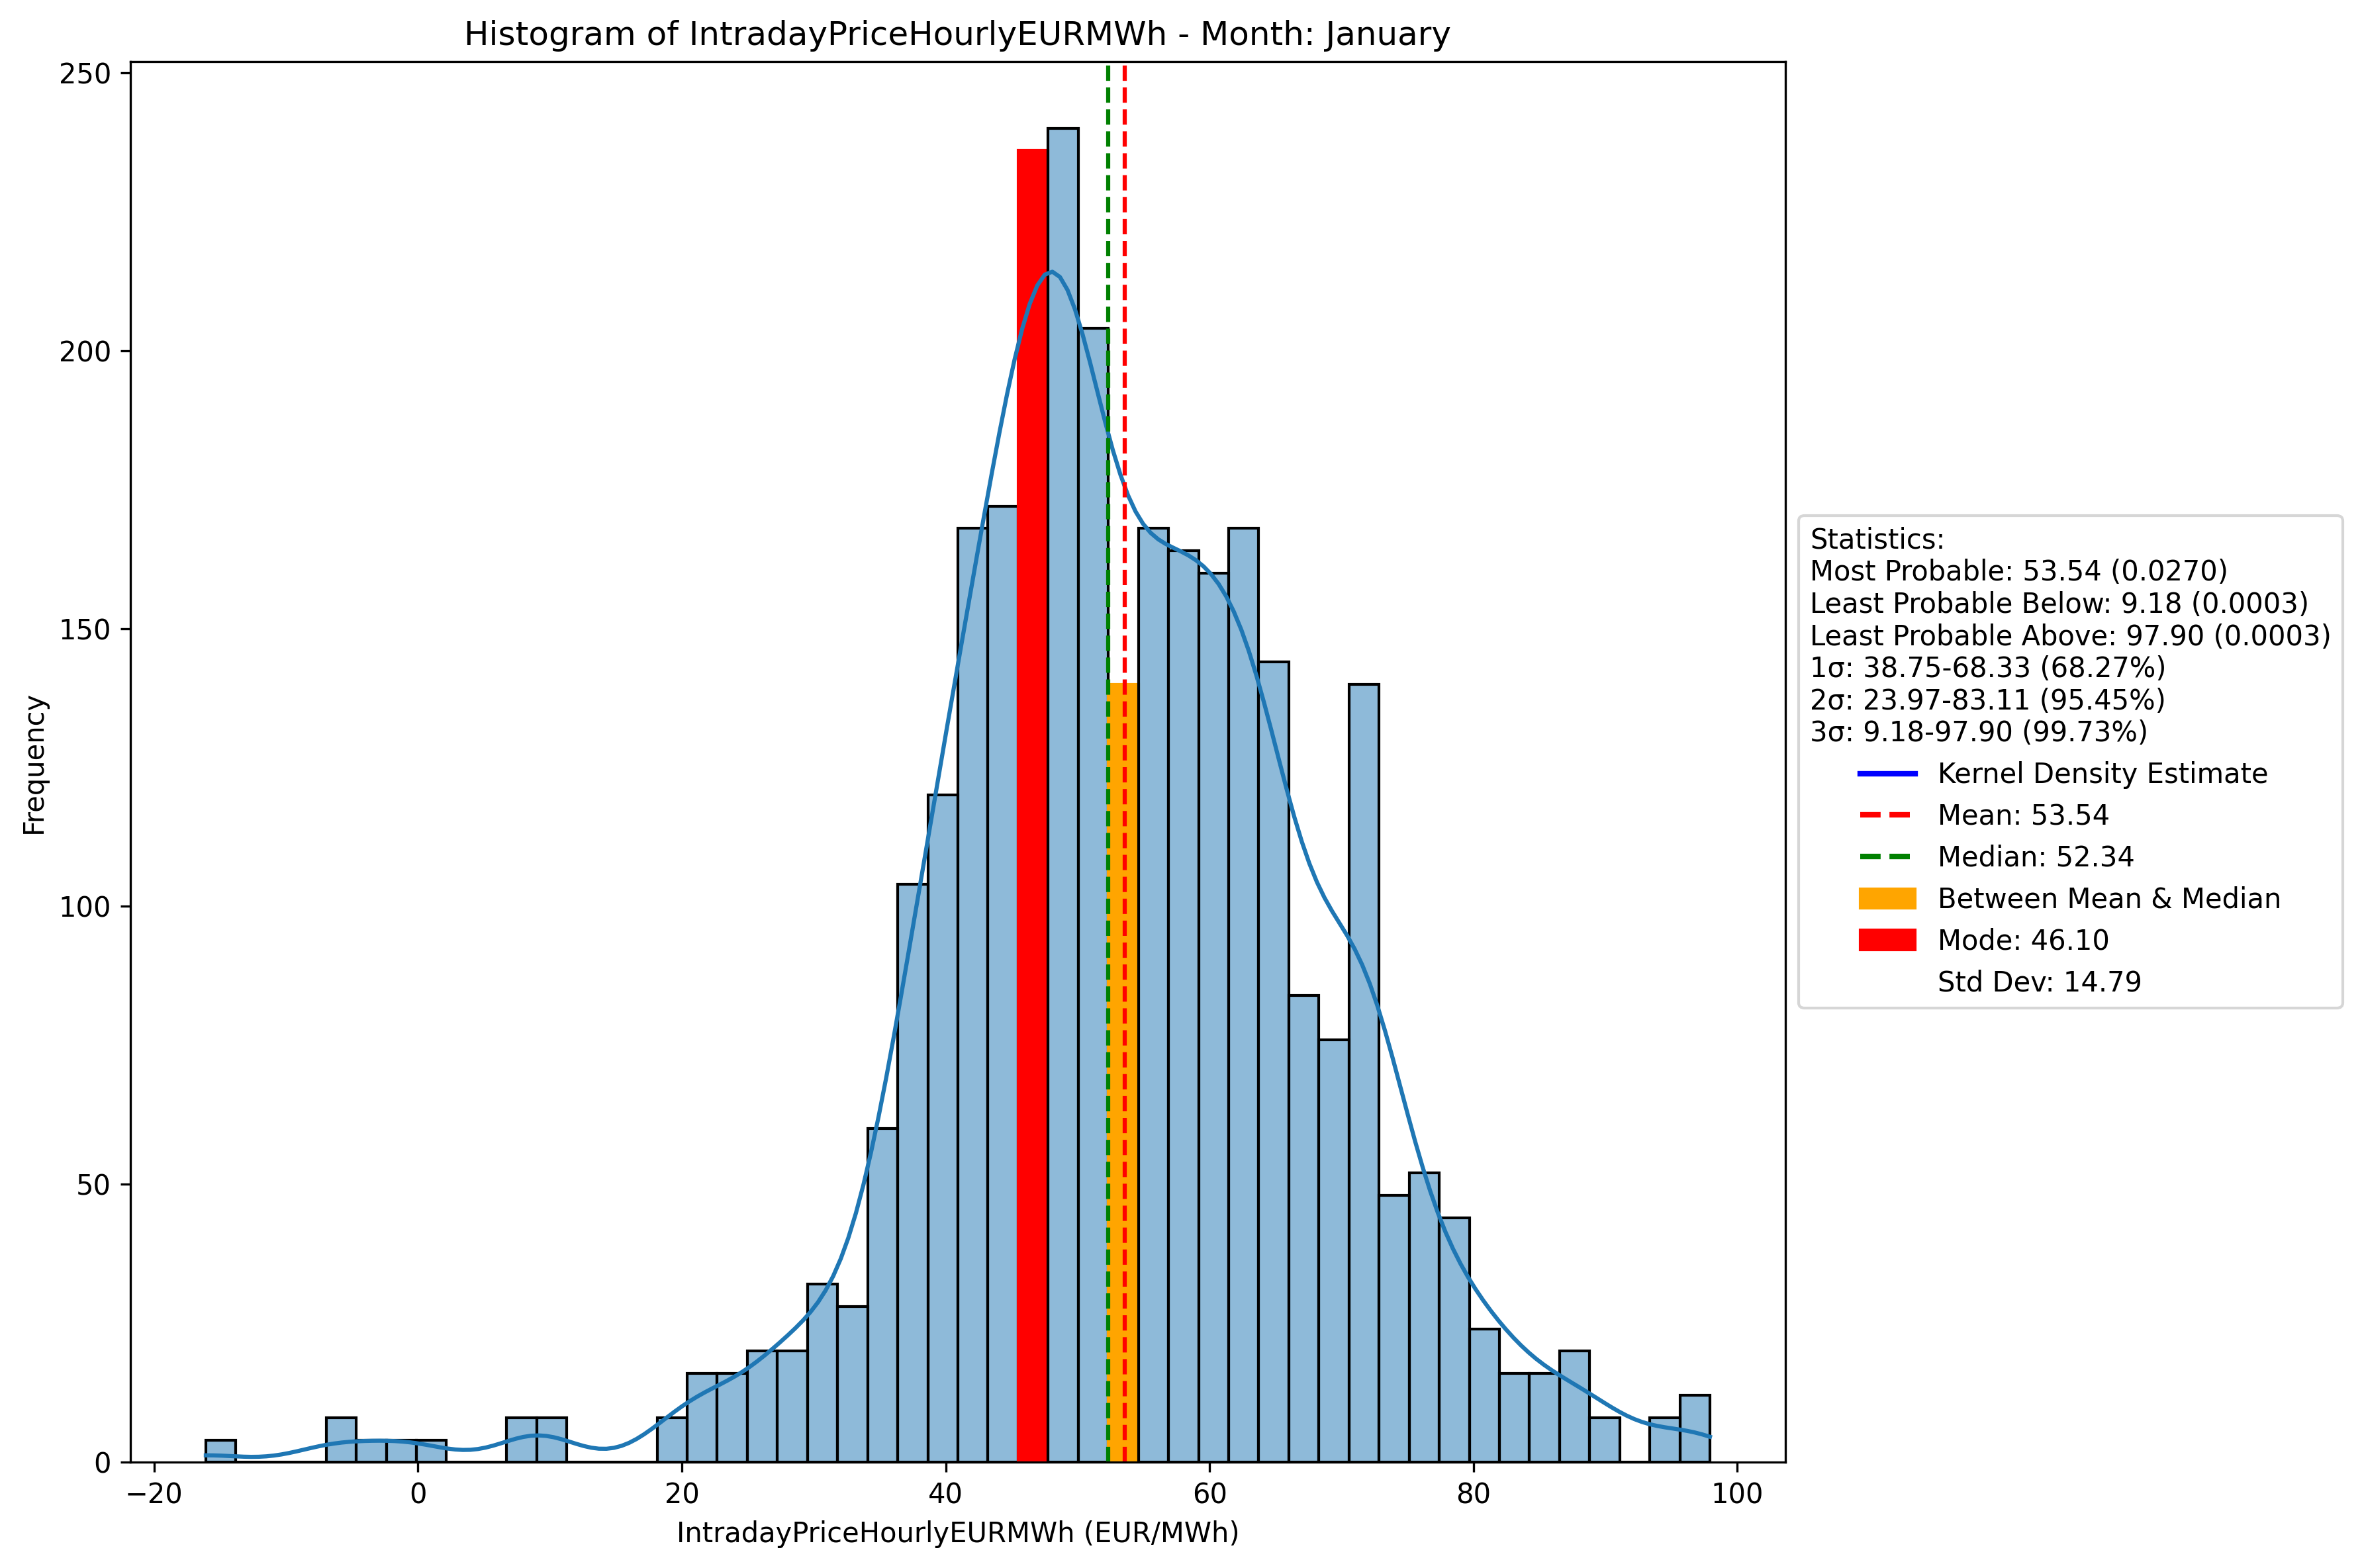 Histogram of IntradayPriceHourlyEURMWh - Month: January
250
200
150
100
50
0
Frequency
−20 0 20 40 60 80 100
IntradayPriceHourlyEURMWh (EUR/MWh)
Statistics:
Most Probable: 53.54 (0.0270)
Least Probable Below: 9.18 (0.0003)
Least Probable Above: 97.90 (0.0003)
1σ: 38.75-68.33 (68.27%)
2σ: 23.97-83.11 (95.45%)
3σ: 9.18-97.90 (99.73%)
Kernel Density Estimate
Mean: 53.54
Median: 52.34
Between Mean & Median
Mode: 46.10
Std Dev: 14.79